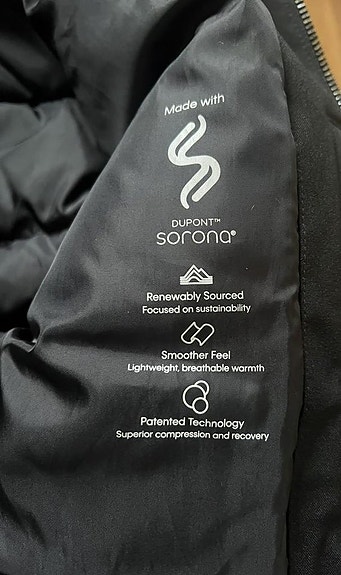 Made with
DUPONT™
sorona®
Renewably Sourced
Focused on sustainability
Smoother Feel
Lightweight, breathable warmth
Patented Technology
Superior compression and recovery